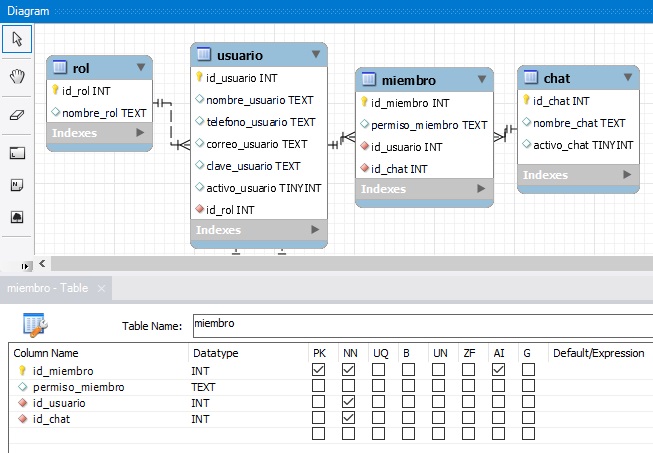 Diagram
rol
id_rol INT
nombre_rol TEXT
Indexes
usuario
id_usuario INT
nombre_usuario TEXT
telefono_usuario TEXT
correo_usuario TEXT
clave_usuario TEXT
activo_usuario TINYINT
id_rol INT
Indexes
miembro
id_miembro INT
permiso_miembro TEXT
id_usuario INT
id_chat INT
Indexes
chat
id_chat INT
nombre_chat TEXT
activo_chat TINYINT
Indexes
miembro - Table
Table Name: miembro
Column Name Datatype PK NN UQ B UN ZF AI G Default/Expression
id_miembro INT
permiso_miembro TEXT
id_usuario INT
id_chat INT